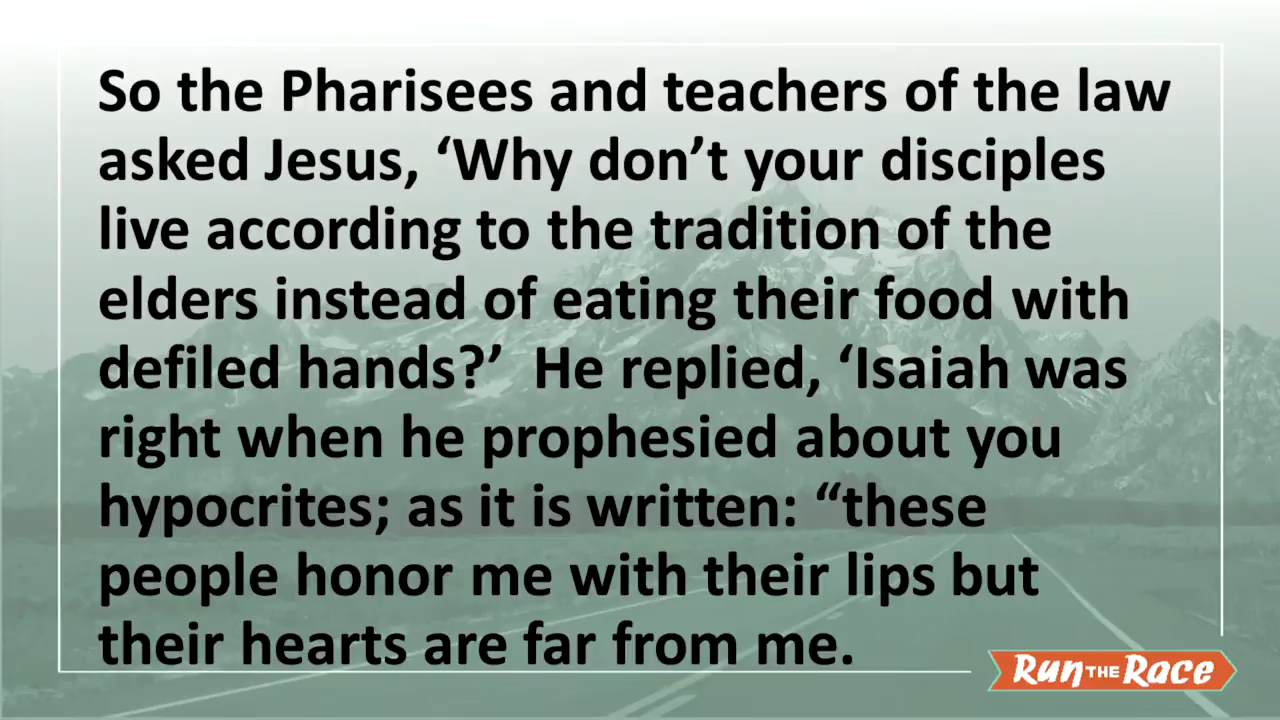 So the Pharisees and teachers of the law
asked Jesus, ‘Why don’t your disciples
live according to the tradition of the
elders instead of eating their food with
defiled hands?’  He replied, ‘Isaiah was
right when he prophesied about you
hypocrites; as it is written: “these
people honor me with their lips but
their hearts are far from me.
Run THE Race